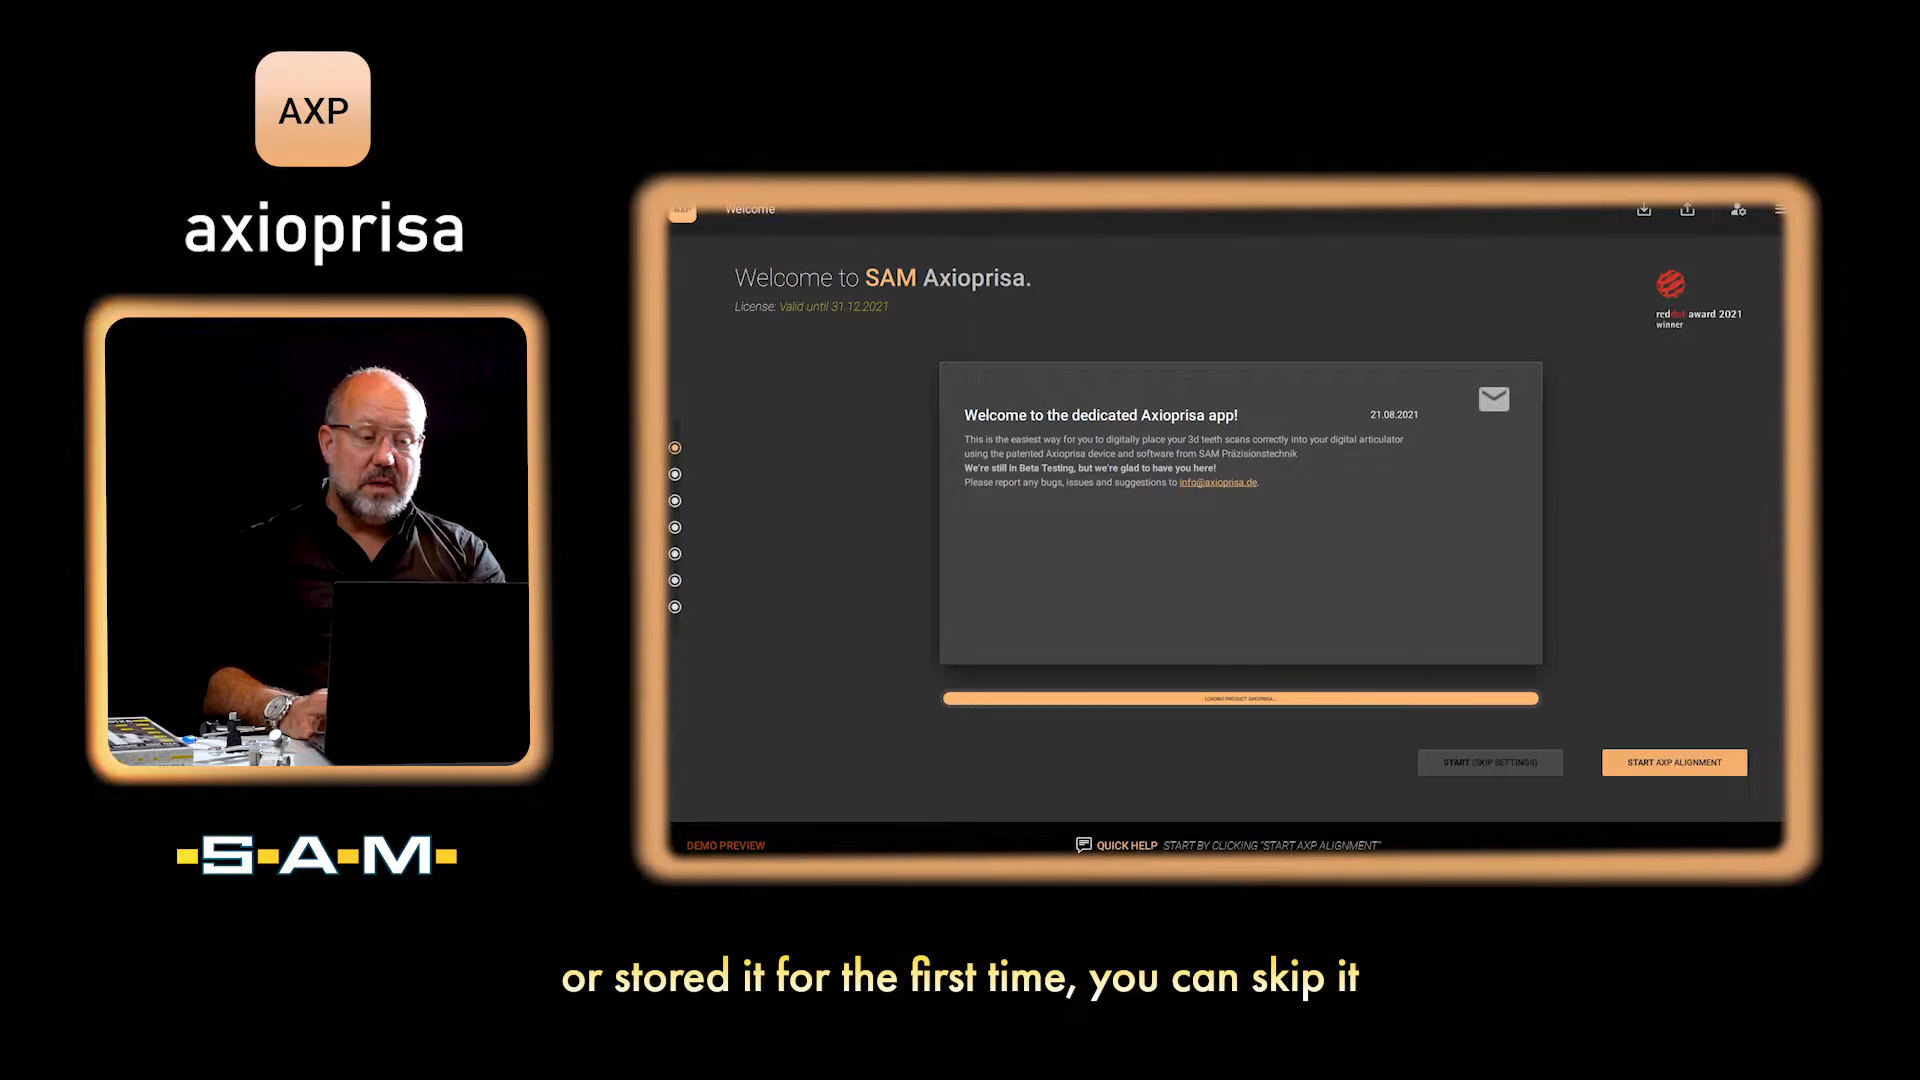 AXP
axioprisa
S-A-M
Welcome
Welcome to SAM Axioprisa.
License: Valid until 31.12.2021
reddot award 2021
winner
Welcome to the dedicated Axioprisa app!
21.08.2021
This is the easiest way for you to digitally place your 3d teeth scans correctly into your digital articulator
using the patented Axioprisa device and software from SAM Präzisionstechnik
We're still in Beta Testing, but we're glad to have you here!
Please report any bugs, issues and suggestions to info@axioprisa.de.
LOADING PRODUCT AXIOPRISA...
START (SKIP SETTINGS)
START AXP ALIGNMENT
DEMO PREVIEW
QUICK HELP START BY CLICKING "START AXP ALIGNMENT"
or stored it for the first time, you can skip it